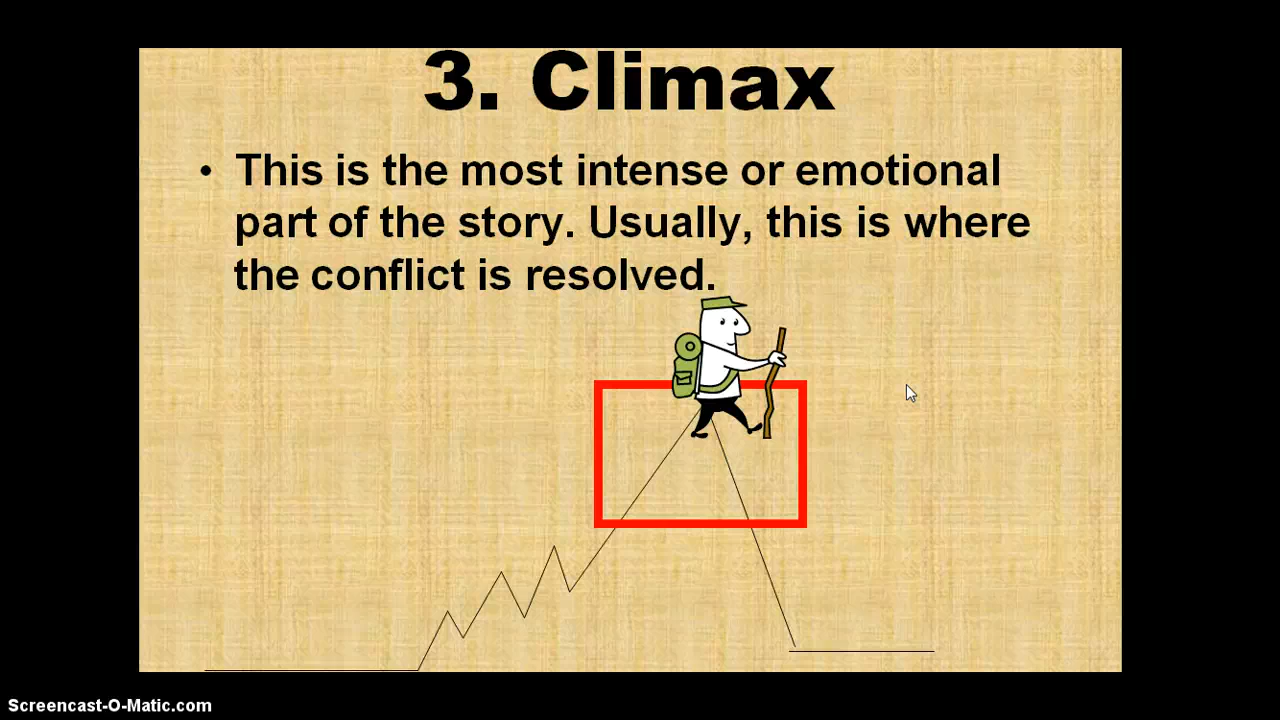 3. Climax
• This is the most intense or emotional
part of the story. Usually, this is where
the conflict is resolved.
Screencast-O-Matic.com